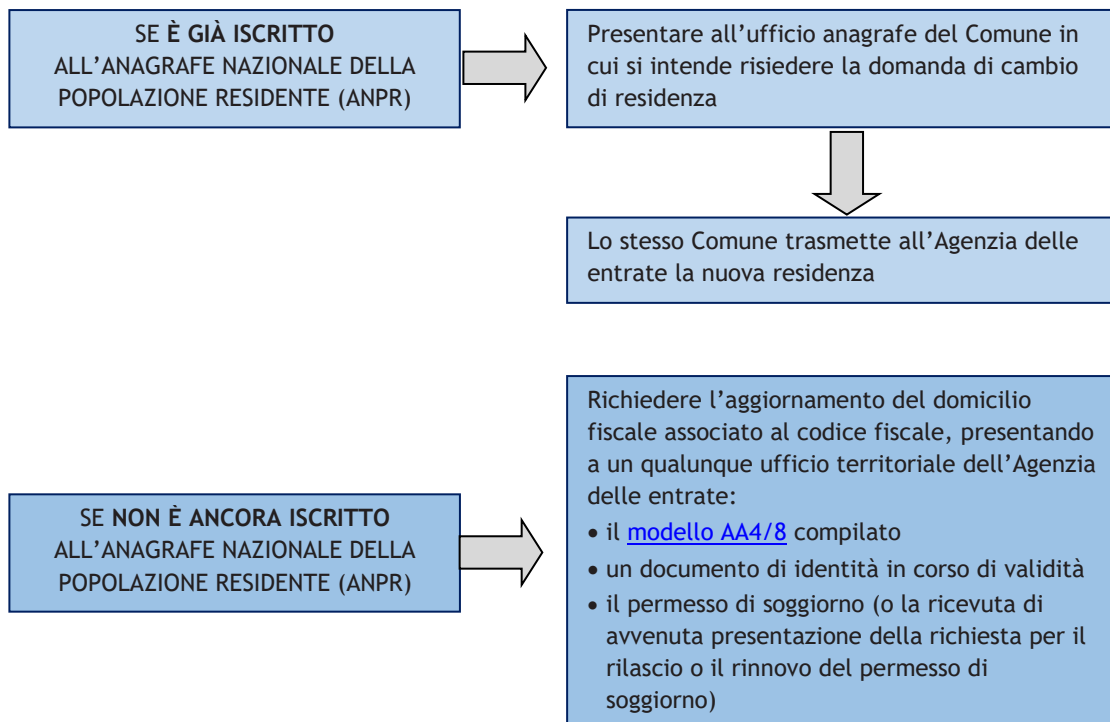 SE È GIÀ ISCRITTO
ALL’ANAGRAFE NAZIONALE DELLA
POPOLAZIONE RESIDENTE (ANPR)
Presentare all’ufficio anagrafe del Comune in
cui si intende risiedere la domanda di cambio
di residenza
Lo stesso Comune trasmette all’Agenzia delle
entrate la nuova residenza
SE NON È ANCORA ISCRITTO
ALL’ANAGRAFE NAZIONALE DELLA
POPOLAZIONE RESIDENTE (ANPR)
Richiedere l’aggiornamento del domicilio
fiscale associato al codice fiscale, presentando
a un qualunque ufficio territoriale dell’Agenzia
delle entrate:
• il modello AA4/8 compilato
• un documento di identità in corso di validità
• il permesso di soggiorno (o la ricevuta di
avvenuta presentazione della richiesta per il
rilascio o il rinnovo del permesso di
soggiorno)